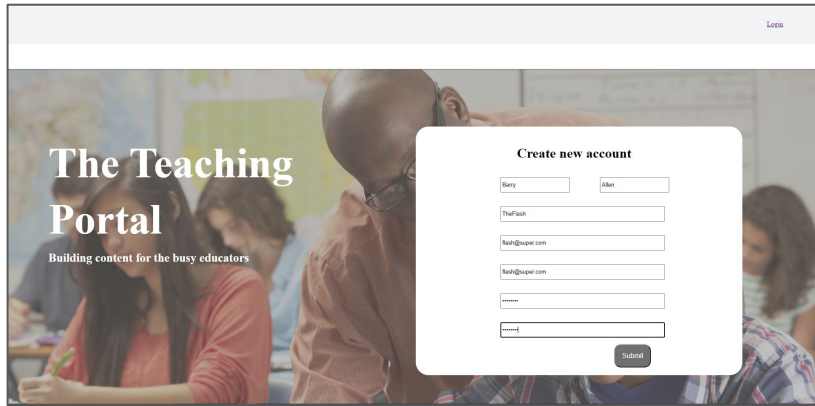 Login
The Teaching
Portal
Building content for the busy educators
Create new account
Barry Allen
TheFlash
flash@super.com
flash@super.com
••••••••
••••••••
Submit